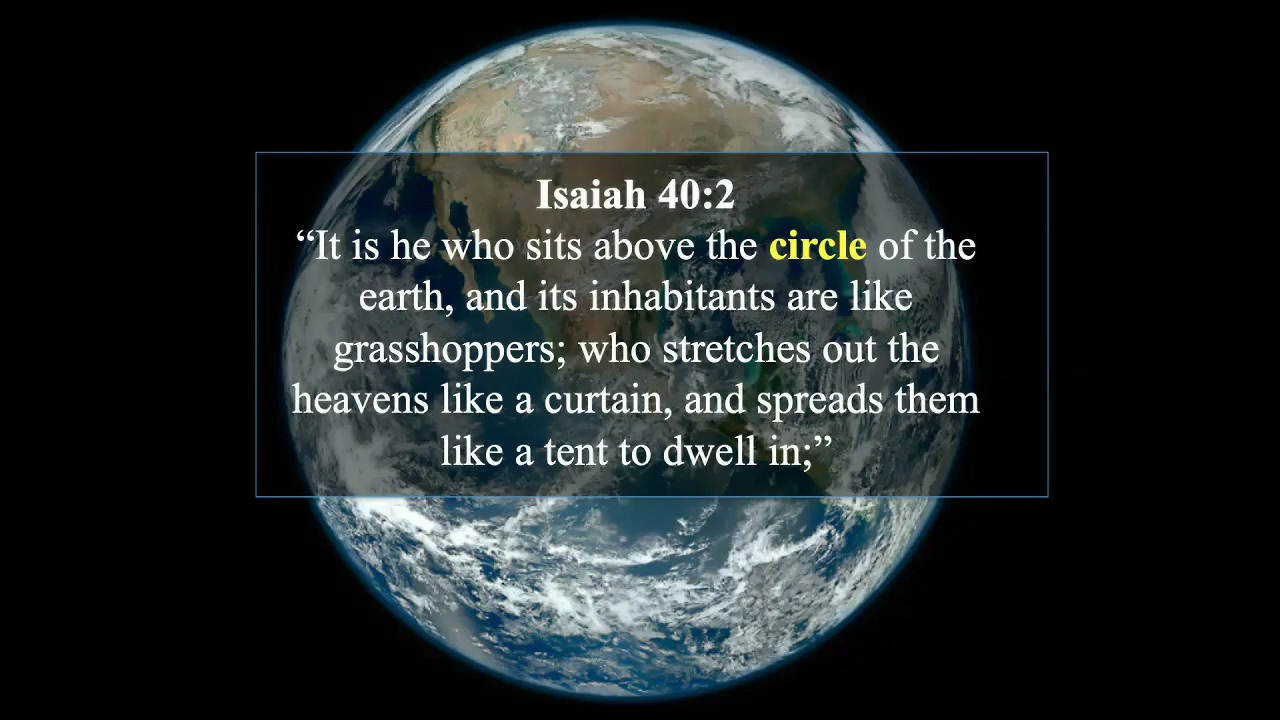 Isaiah 40:2
“It is he who sits above the circle of the
earth, and its inhabitants are like
grasshoppers; who stretches out the
heavens like a curtain, and spreads them
like a tent to dwell in;”